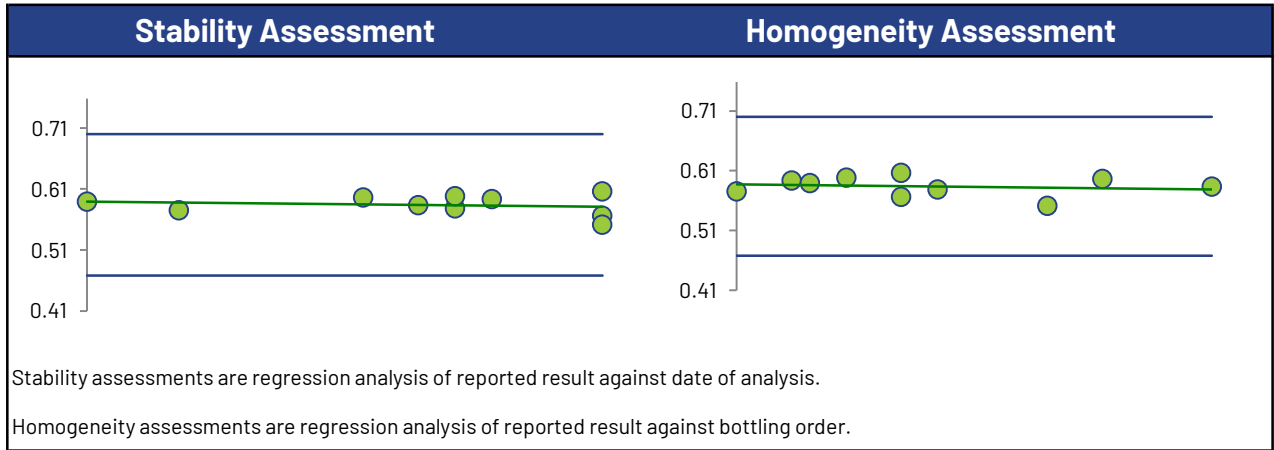 Stability Assessment
Homogeneity Assessment
0.71
0.61
0.51
0.41
0.71
0.61
0.51
0.41
Stability assessments are regression analysis of reported result against date of analysis.
Homogeneity assessments are regression analysis of reported result against bottling order.